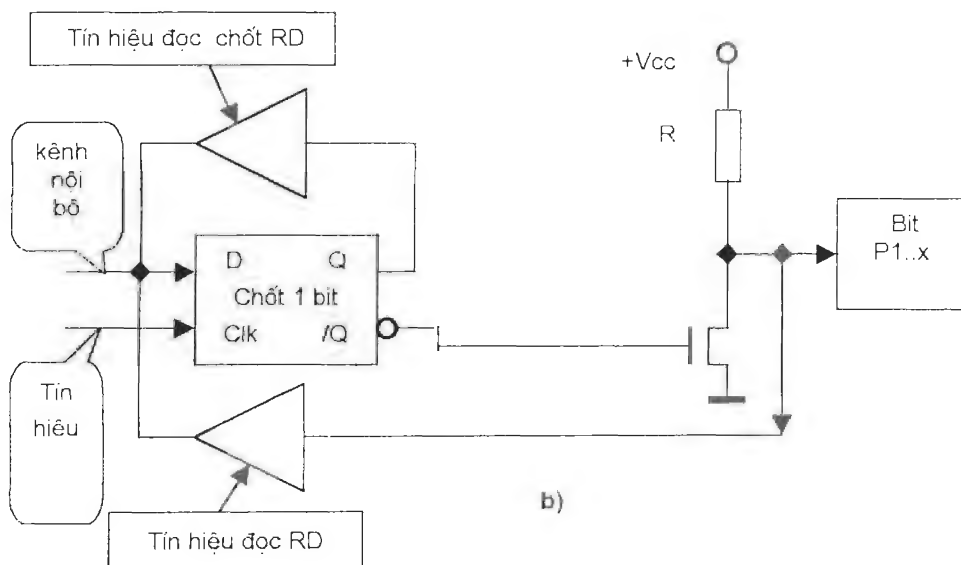 Tín hiệu đọc chốt RD
+Vcc
R
kênh
nội
bộ
Bit
P1..x
D Q
Chốt 1 bit
Clk /Q
Tín
hiêu
b)
Tín hiệu đọc RD